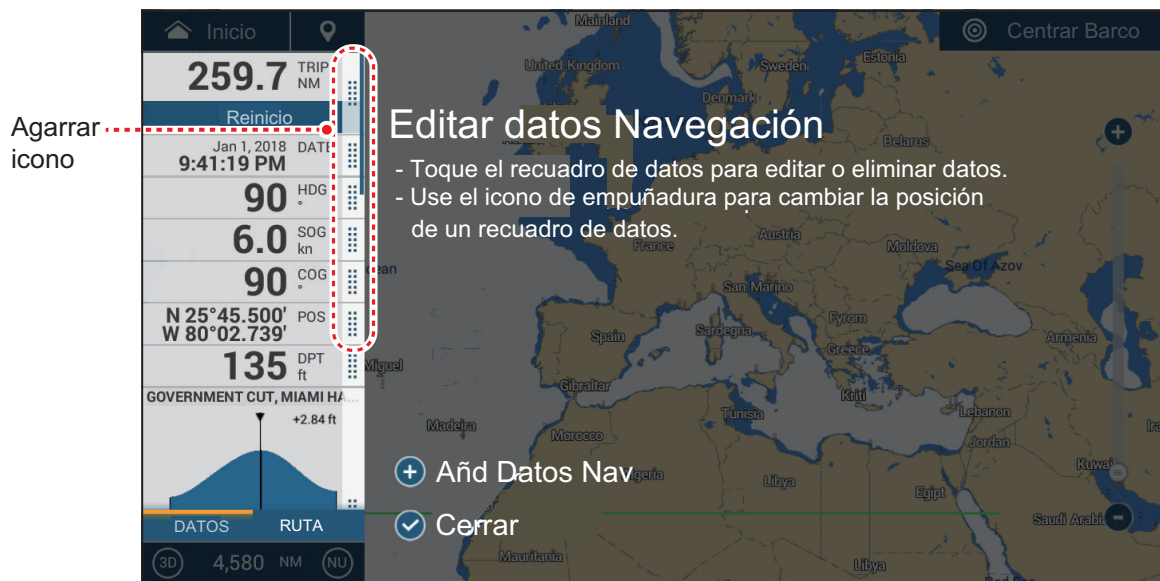 Inicio
Centrar Barco
Agarrar
icono
259.7 TRIP
NM
Reinicio
Jan 1, 2018 DATE
9:41:19 PM
90 HDG
°
6.0 SOG
kn
90 COG
°
N 25°45.500' POS
W 80°02.739'
135 DPT
ft
GOVERNMENT CUT, MIAMI HA...
+2.84 ft
DATOS RUTA
3D 4,580 NM NU
Editar datos Navegación
- Toque el recuadro de datos para editar o eliminar datos.
- Use el icono de empuñadura para cambiar la posición
de un recuadro de datos.
Añd Datos Nav
Cerrar
Mainland
United Kingdom
Sweden
Estonia
Denmark
Belarus
France
Austria
Moldova
Sea Of Azov
San Marino
Spain
Sardegna
Fyrom
Greece
Armenia
Miguel
Gibraltar
Kriti
Madeira
Morocco
Tunisia
Lebanon
Jordan
Kuwai
Algeria
Libya
Egipt
Saudi Arabi
Mauritania
Libya